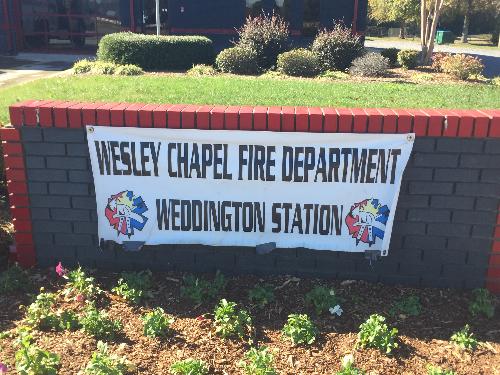 WESLEY CHAPEL FIRE DEPARTMENT
WEDDINGTON STATION